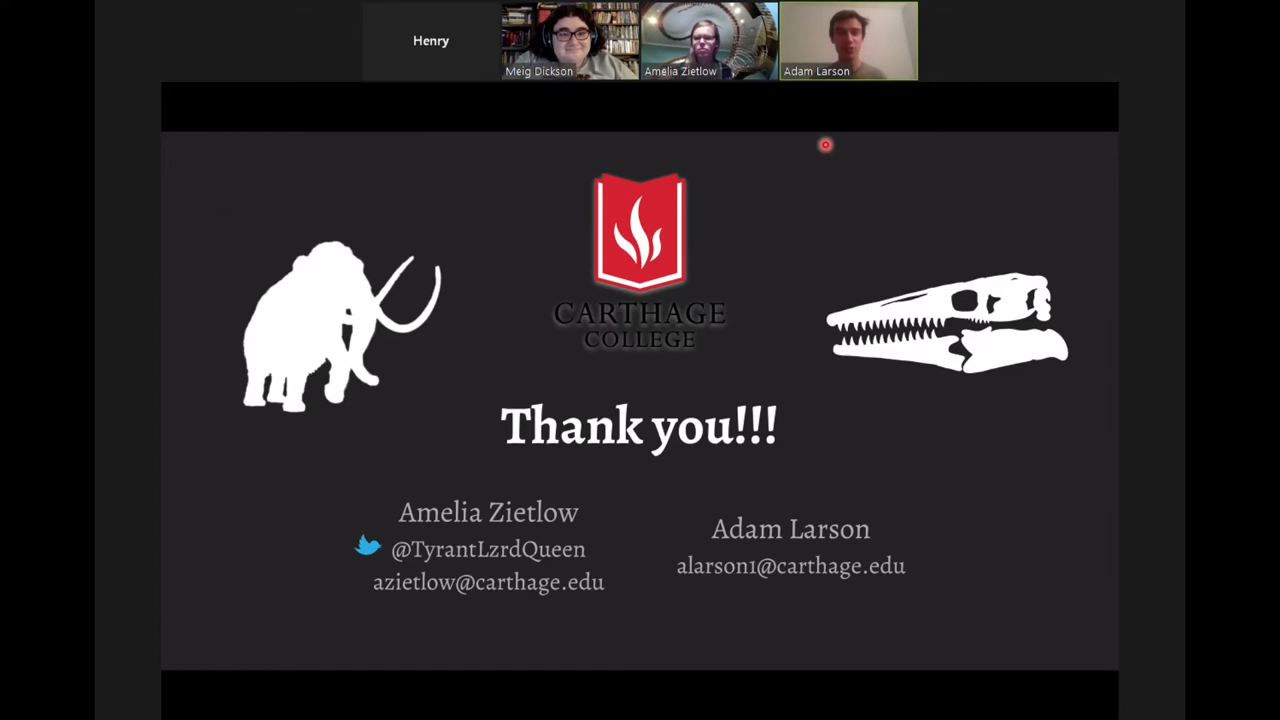 Henry
Meig Dickson
Amelia Zietlow
Adam Larson
CARTHAGE
COLLEGE
Thank you!!!
Amelia Zietlow
@TyrantLzrdQueen
azietlow@carthage.edu
Adam Larson
alarson1@carthage.edu